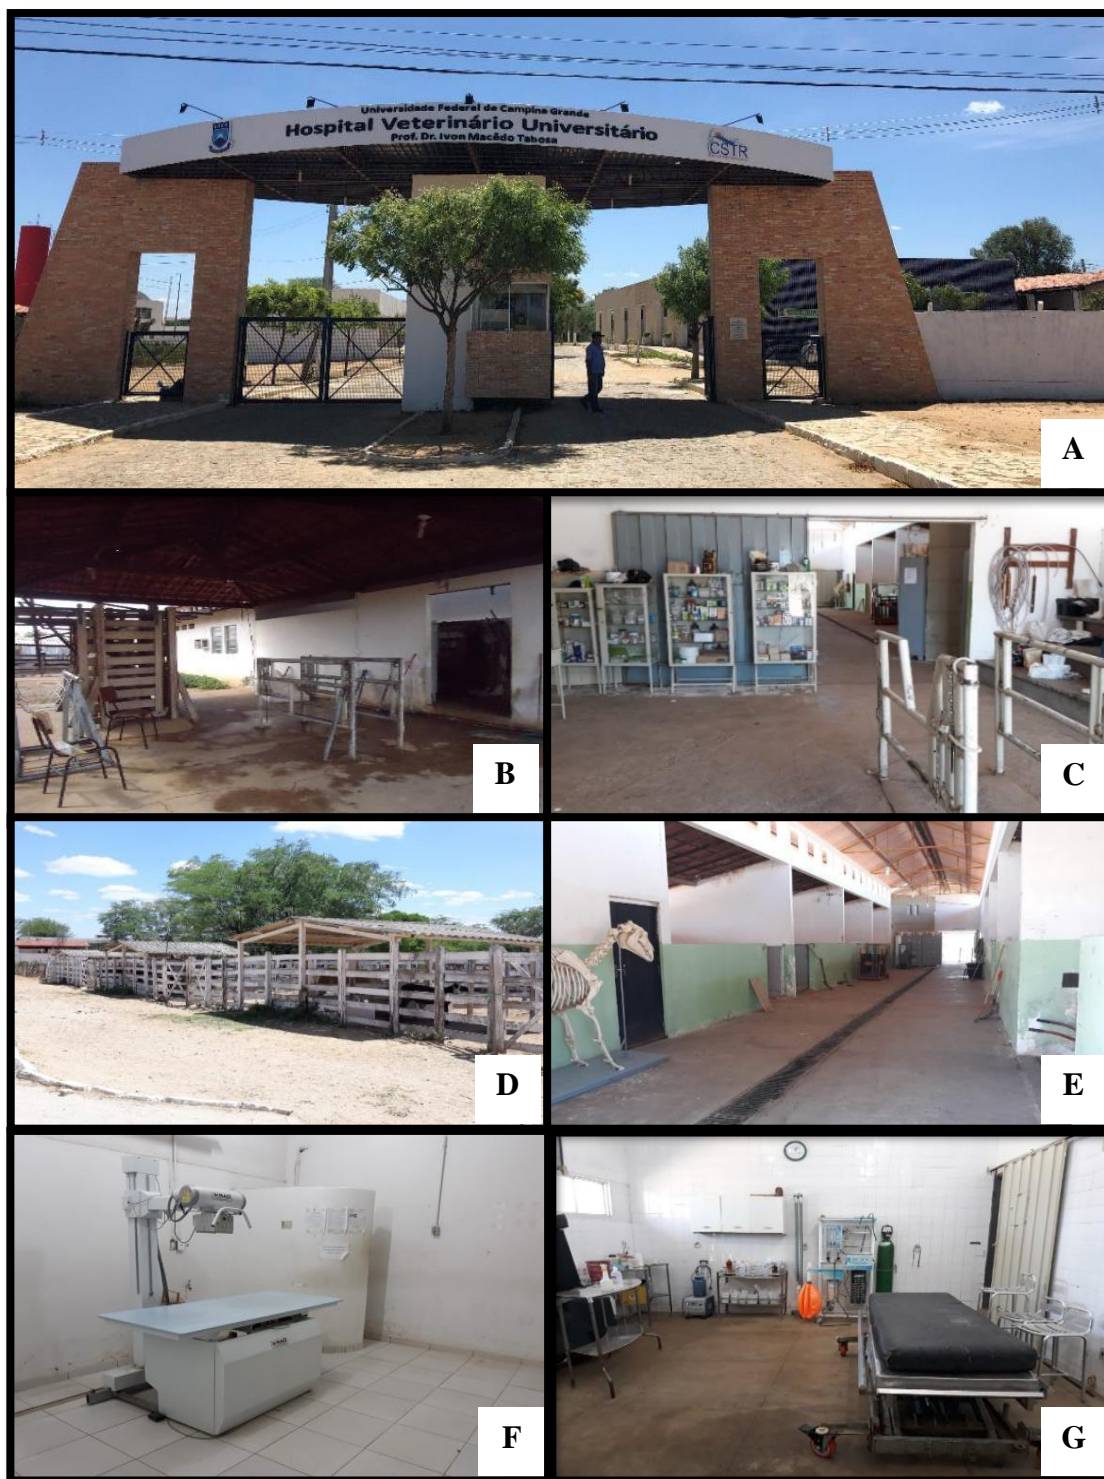 Universidade Federal de Campina Grande
Hospital Veterinário Universitário
Prof. Dr. Ivon Macêdo Tabosa
CSTR
A
B
C
D
E
F
G